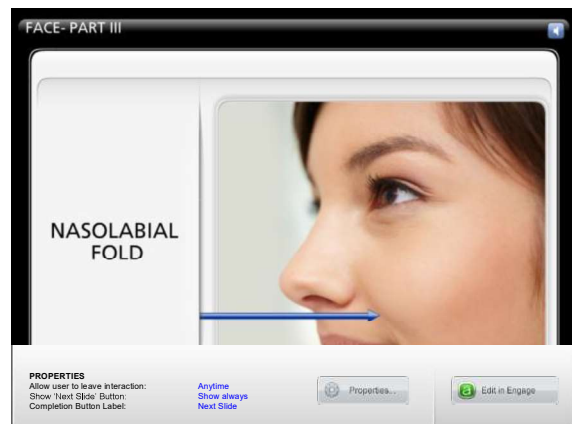 FACE- PART III
NASOLABIAL
FOLD
PROPERTIES
Allow user to leave interaction: Anytime
Show 'Next Slide' Button: Show always
Completion Button Label: Next Slide
Properties...
Edit in Engage